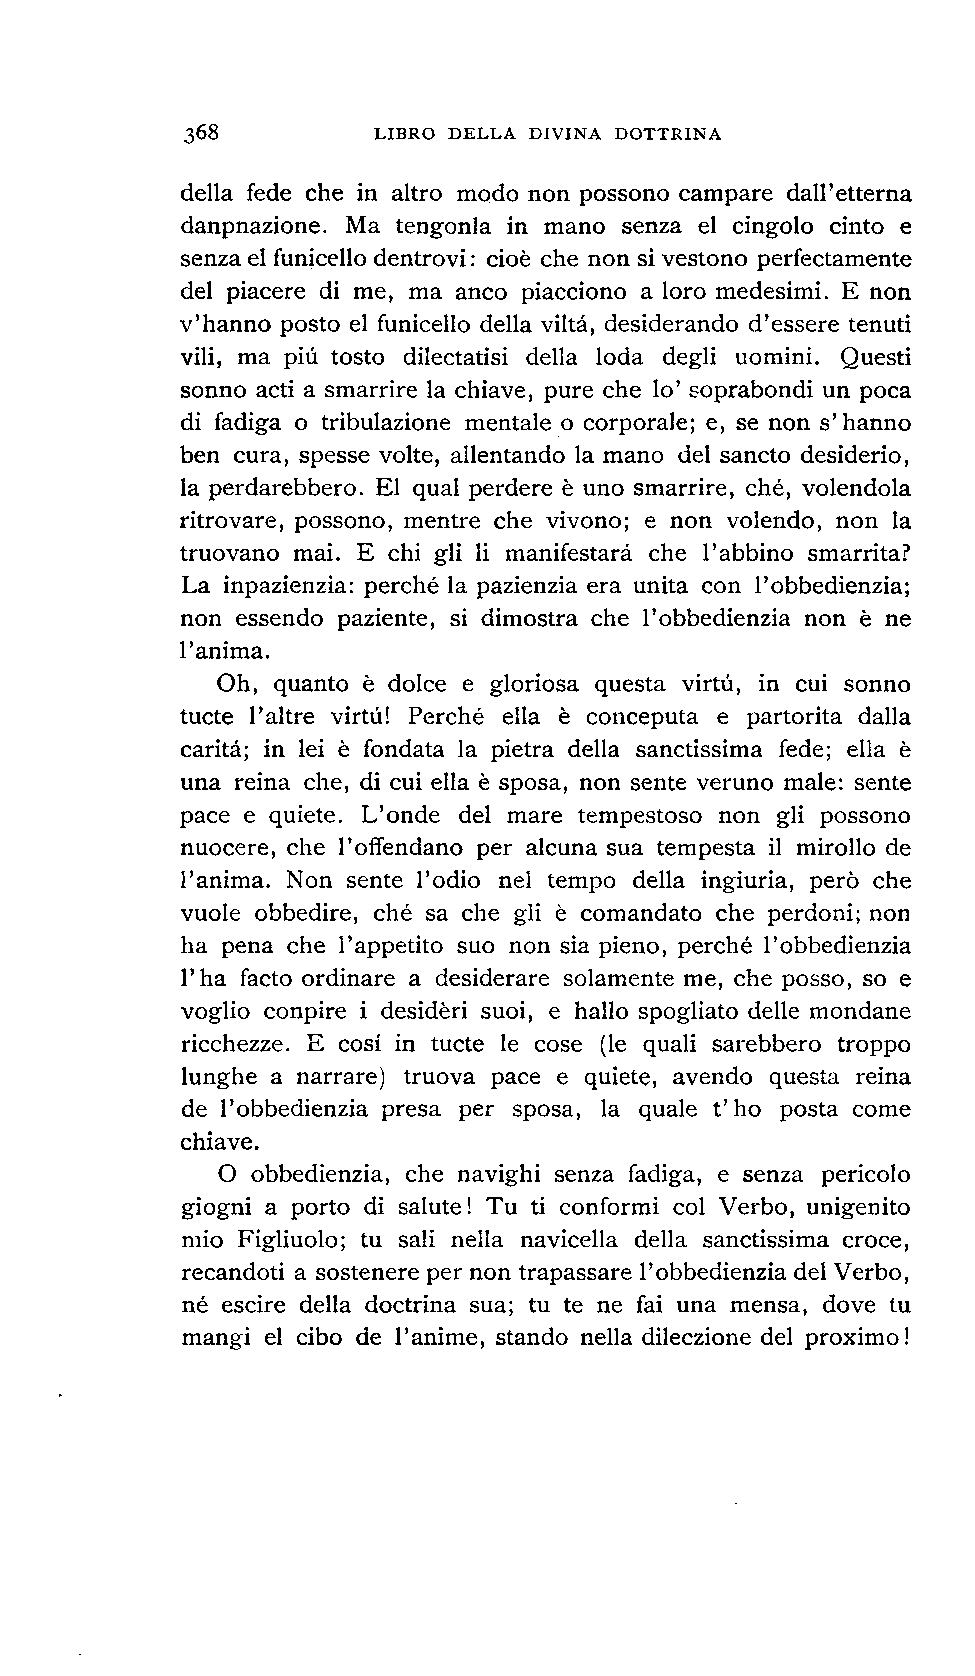 368 LIBRO DELLA DIVINA DOTTRINA
della fede che in altro modo non possono campare dall'etterna
danpnazione. Ma tengonla in mano senza el cingolo cinto e
senza el funicello dentrovi: cioè che non si vestono perfectamente
del piacere di me, ma anco piacciono a loro medesimi. E non
v'hanno posto el funicello della viltá, desiderando d'essere tenuti
vili, ma piú tosto dilectatisi della loda degli uomini. Questi
sonno acti a smarrire la chiave, pure che lo' soprabondi un poca
di fadiga o tribulazione mentale o corporale; e, se non s'hanno
ben cura, spesse volte, allentando la mano del sancto desiderio,
la perdarebbero. El qual perdere è uno smarrire, ché, volendola
ritrovare, possono, mentre che vivono; e non volendo, non la
truovano mai. E chi gli li manifestará che l'abbino smarrita?
La inpazienzia: perché la pazienzia era unita con l'obbedienzia;
non essendo paziente, si dimostra che l'obbedienzia non è ne
l'anima.
Oh, quanto è dolce e gloriosa questa virtú, in cui sonno
tucte l'altre virtú! Perché ella è conceputa e partorita dalla
caritá; in lei è fondata la pietra della sanctissima fede; ella è
una reina che, di cui ella è sposa, non sente veruno male: sente
pace e quiete. L'onde del mare tempestoso non gli possono
nuocere, che l'offendano per alcuna sua tempesta il mirollo de
l'anima. Non sente l'odio nel tempo della ingiuria, però che
vuole obbedire, ché sa che gli è comandato che perdoni; non
ha pena che l'appetito suo non sia pieno, perché l'obbedienzia
l'ha facto ordinare a desiderare solamente me, che posso, so e
voglio conpire i desidèri suoi, e hallo spogliato delle mondane
ricchezze. E cosí in tucte le cose (le quali sarebbero troppo
lunghe a narrare) truova pace e quiete, avendo questa reina
de l'obbedienzia presa per sposa, la quale t'ho posta come
chiave.
O obbedienzia, che navighi senza fadiga, e senza pericolo
giogni a porto di salute! Tu ti conformi col Verbo, unigenito
mio Figliuolo; tu sali nella navicella della sanctissima croce,
recandoti a sostenere per non trapassare l'obbedienzia del Verbo,
né escire della doctrina sua; tu te ne fai una mensa, dove tu
mangi el cibo de l'anime, stando nella dileczione del proximo!